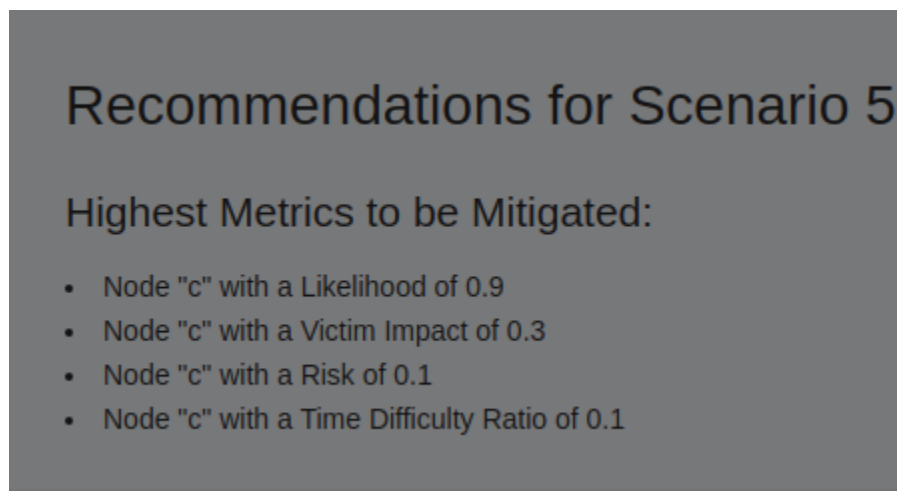 Recommendations for Scenario 5
Highest Metrics to be Mitigated:
• Node "c" with a Likelihood of 0.9
• Node "c" with a Victim Impact of 0.3
• Node "c" with a Risk of 0.1
• Node "c" with a Time Difficulty Ratio of 0.1